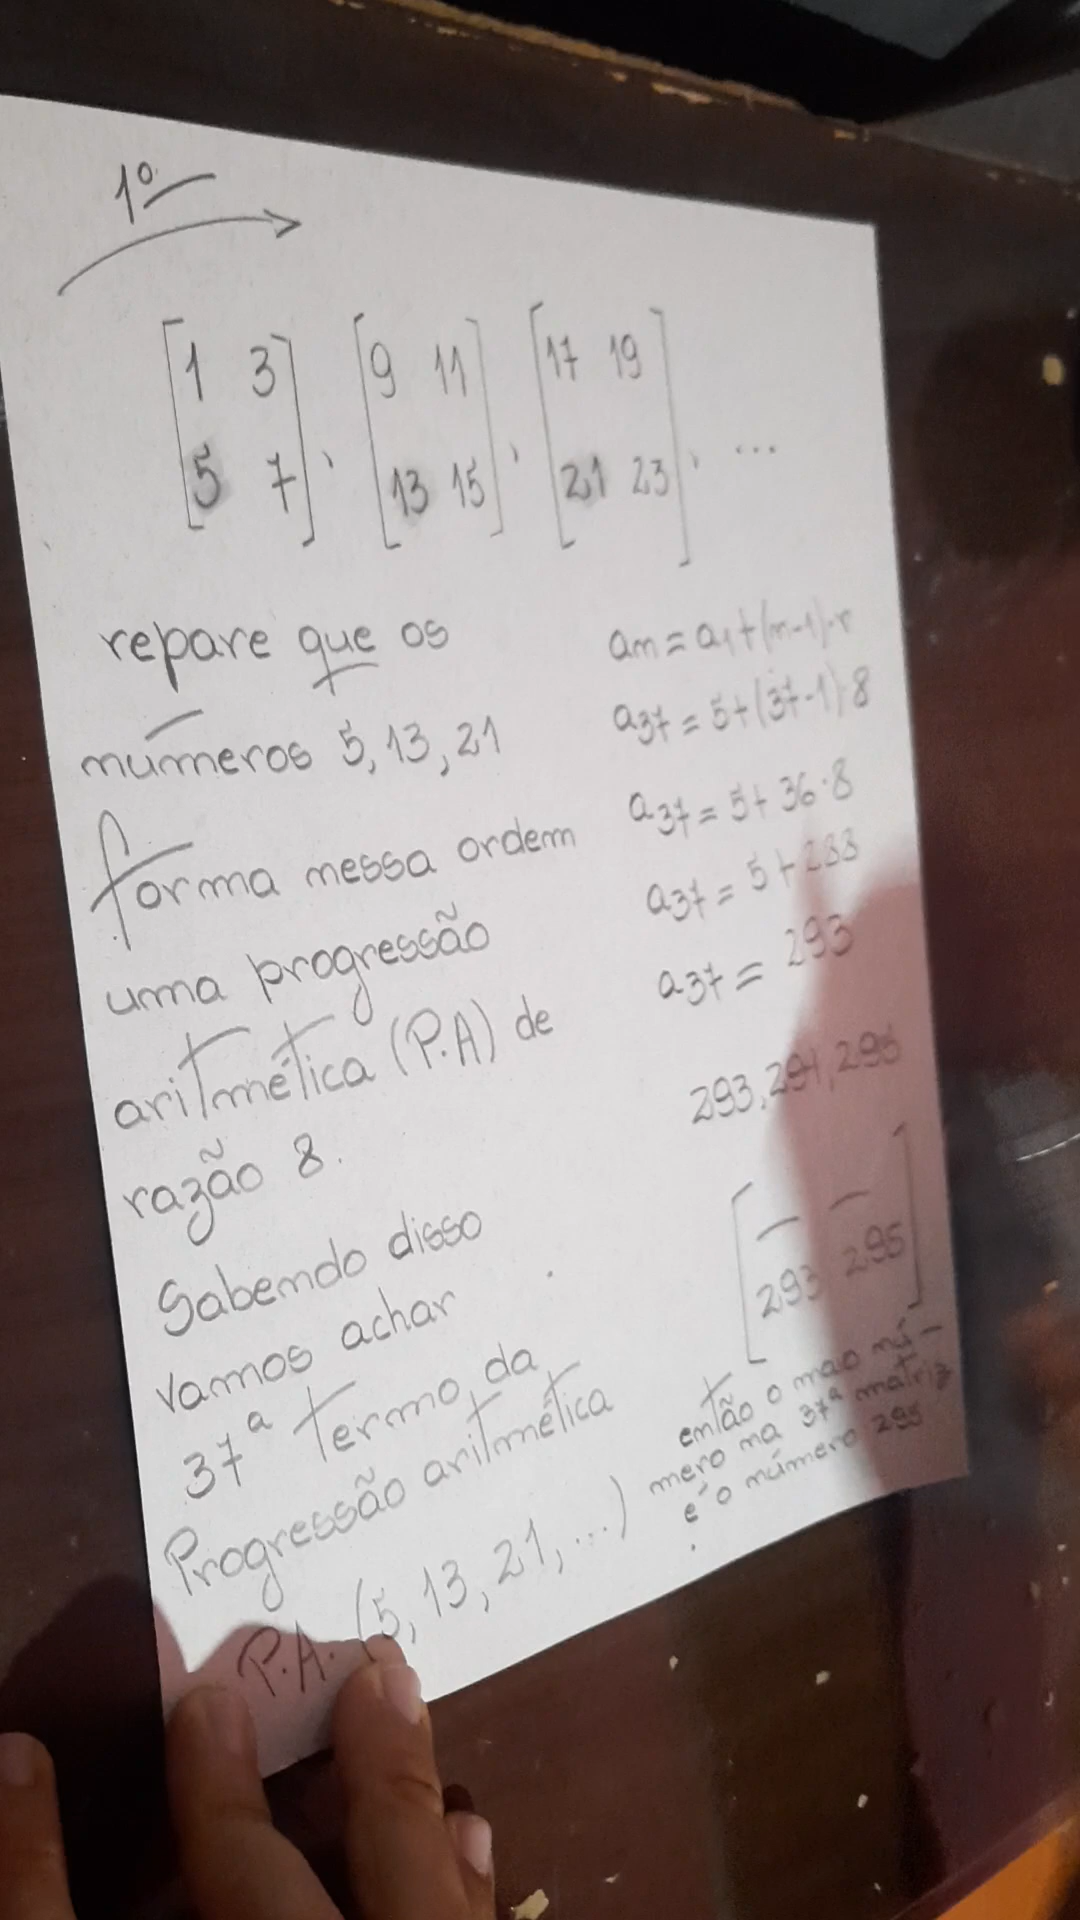 1º
1 3 9 11 17 19
5 7 , 13 15 , 21 23 , ...
repare que os
números 5, 13, 21
forma nessa ordem
uma progressão
aritmética (P.A) de
razão 8.
Sabendo disso
vamos achar
37ª termo da
Progressão aritmética
P.A. (5, 13, 21, ...)
an = a1 + (n-1)·r
a37 = 5 + (37-1)·8
a37 = 5 + 36·8
a37 = 5 + 288
a37 = 293
293, 294, 295
293 295
então o mao nú-
mero na 37ª matriz
é o número 295